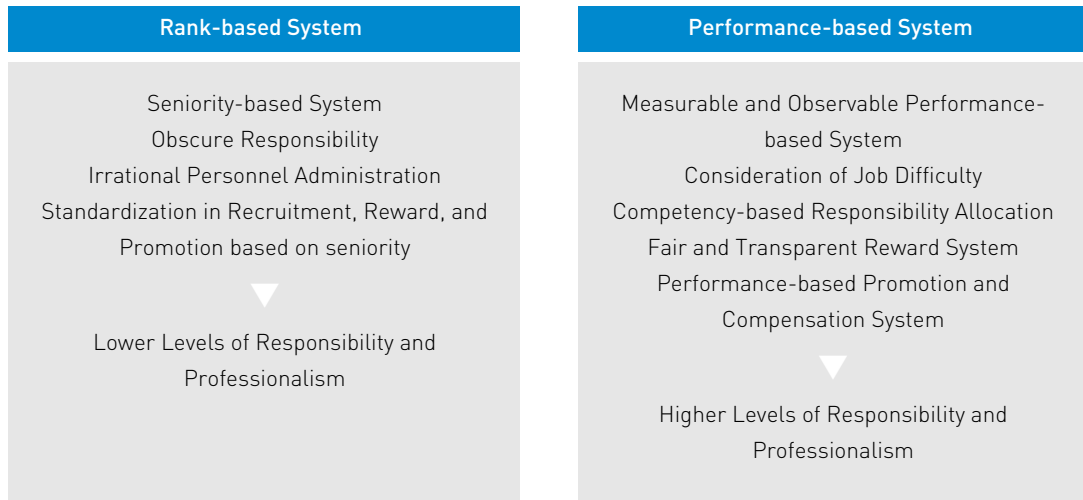 Rank-based System
Seniority-based System
Obscure Responsibility
Irrational Personnel Administration
Standardization in Recruitment, Reward, and
Promotion based on seniority
Lower Levels of Responsibility and
Professionalism
Performance-based System
Measurable and Observable Performance-
based System
Consideration of Job Difficulty
Competency-based Responsibility Allocation
Fair and Transparent Reward System
Performance-based Promotion and
Compensation System
Higher Levels of Responsibility and
Professionalism